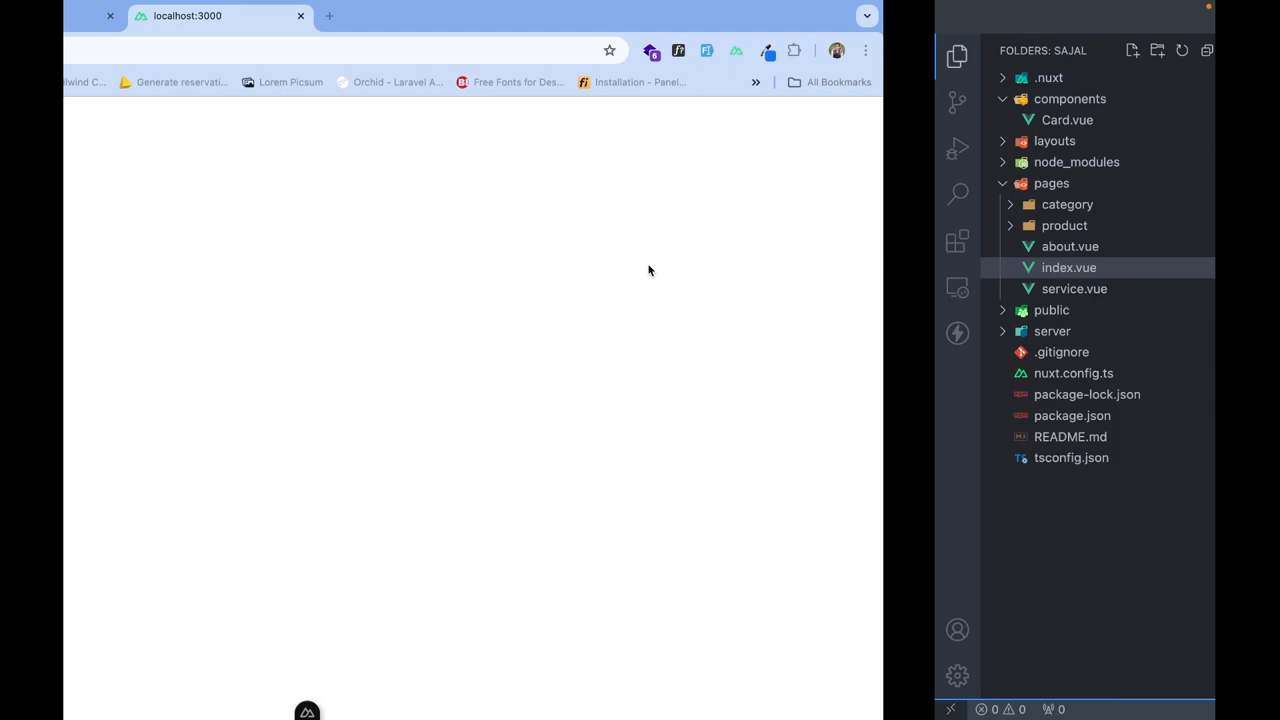 localhost:3000
6
ilwind C...
Generate reservati...
Lorem Picsum
Orchid - Laravel A...
Free Fonts for Des...
Installation - Panel...
All Bookmarks
FOLDERS: SAJAL
.nuxt
components
Card.vue
layouts
node_modules
pages
category
product
about.vue
index.vue
service.vue
public
server
.gitignore
nuxt.config.ts
package-lock.json
package.json
README.md
tsconfig.json
0 0 0